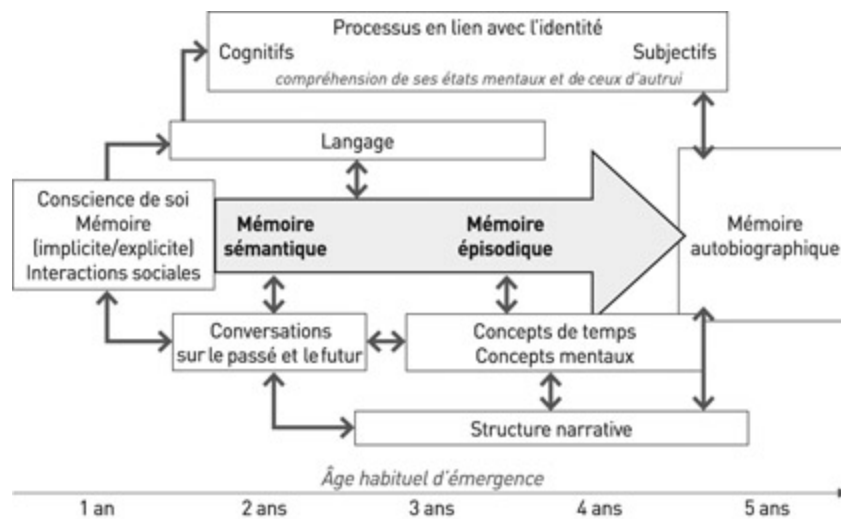 Processus en lien avec l'identité
Cognitifs Subjectifs
compréhension de ses états mentaux et de ceux d'autrui
Langage
Conscience de soi
Mémoire
(implicite/explicite)
Interactions sociales
Mémoire
sémantique
Mémoire
épisodique
Mémoire
autobiographique
Conversations
sur le passé et le futur
Concepts de temps
Concepts mentaux
Structure narrative
Âge habituel d'émergence
1 an 2 ans 3 ans 4 ans 5 ans